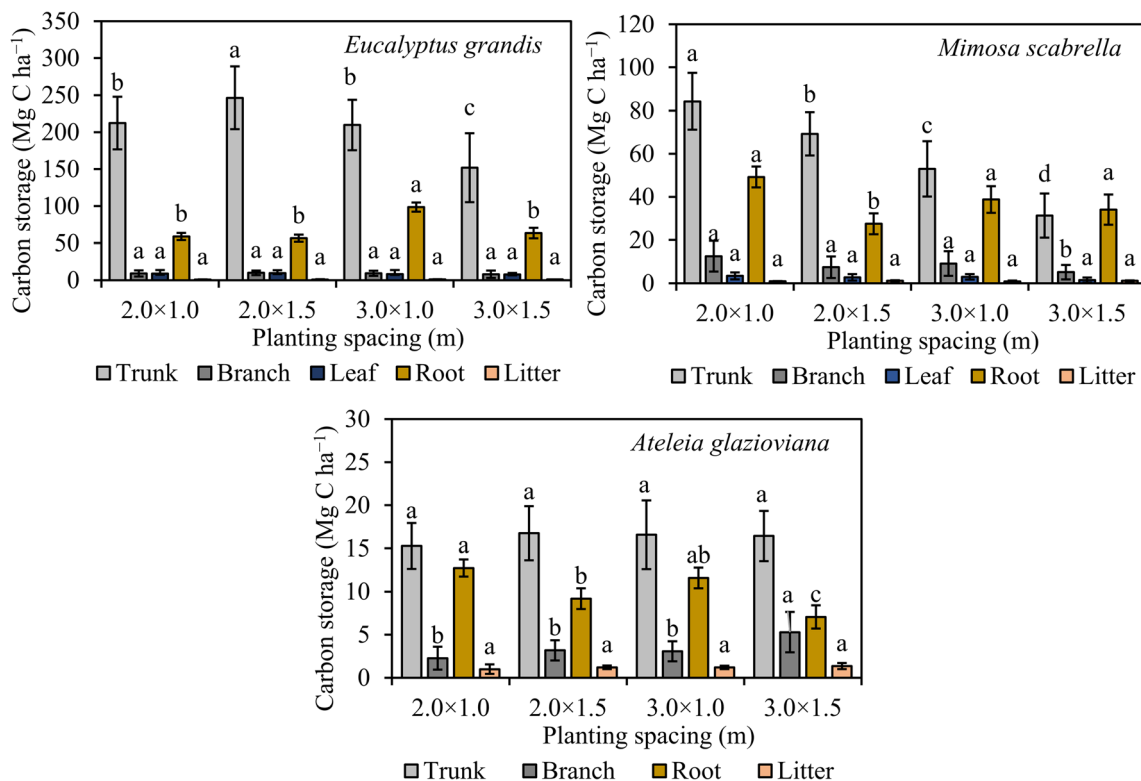 Eucalyptus grandis
Carbon storage (Mg C ha⁻¹)
350
300
250
200
150
100
50
0
b a a b a
a a a b a
b a a a a
c a a b a
2.0×1.0 2.0×1.5 3.0×1.0 3.0×1.5
Planting spacing (m)
Trunk Branch Leaf Root Litter
Mimosa scabrella
Carbon storage (Mg C ha⁻¹)
120
100
80
60
40
20
0
a a a a a
b a a b a
c a a a a
d b a a a
2.0×1.0 2.0×1.5 3.0×1.0 3.0×1.5
Planting spacing (m)
Trunk Branch Leaf Root Litter
Ateleia glazioviana
Carbon storage (Mg C ha⁻¹)
30
25
20
15
10
5
0
a b a a
a b b a
a b ab a
a a c a
2.0×1.0 2.0×1.5 3.0×1.0 3.0×1.5
Planting spacing (m)
Trunk Branch Root Litter